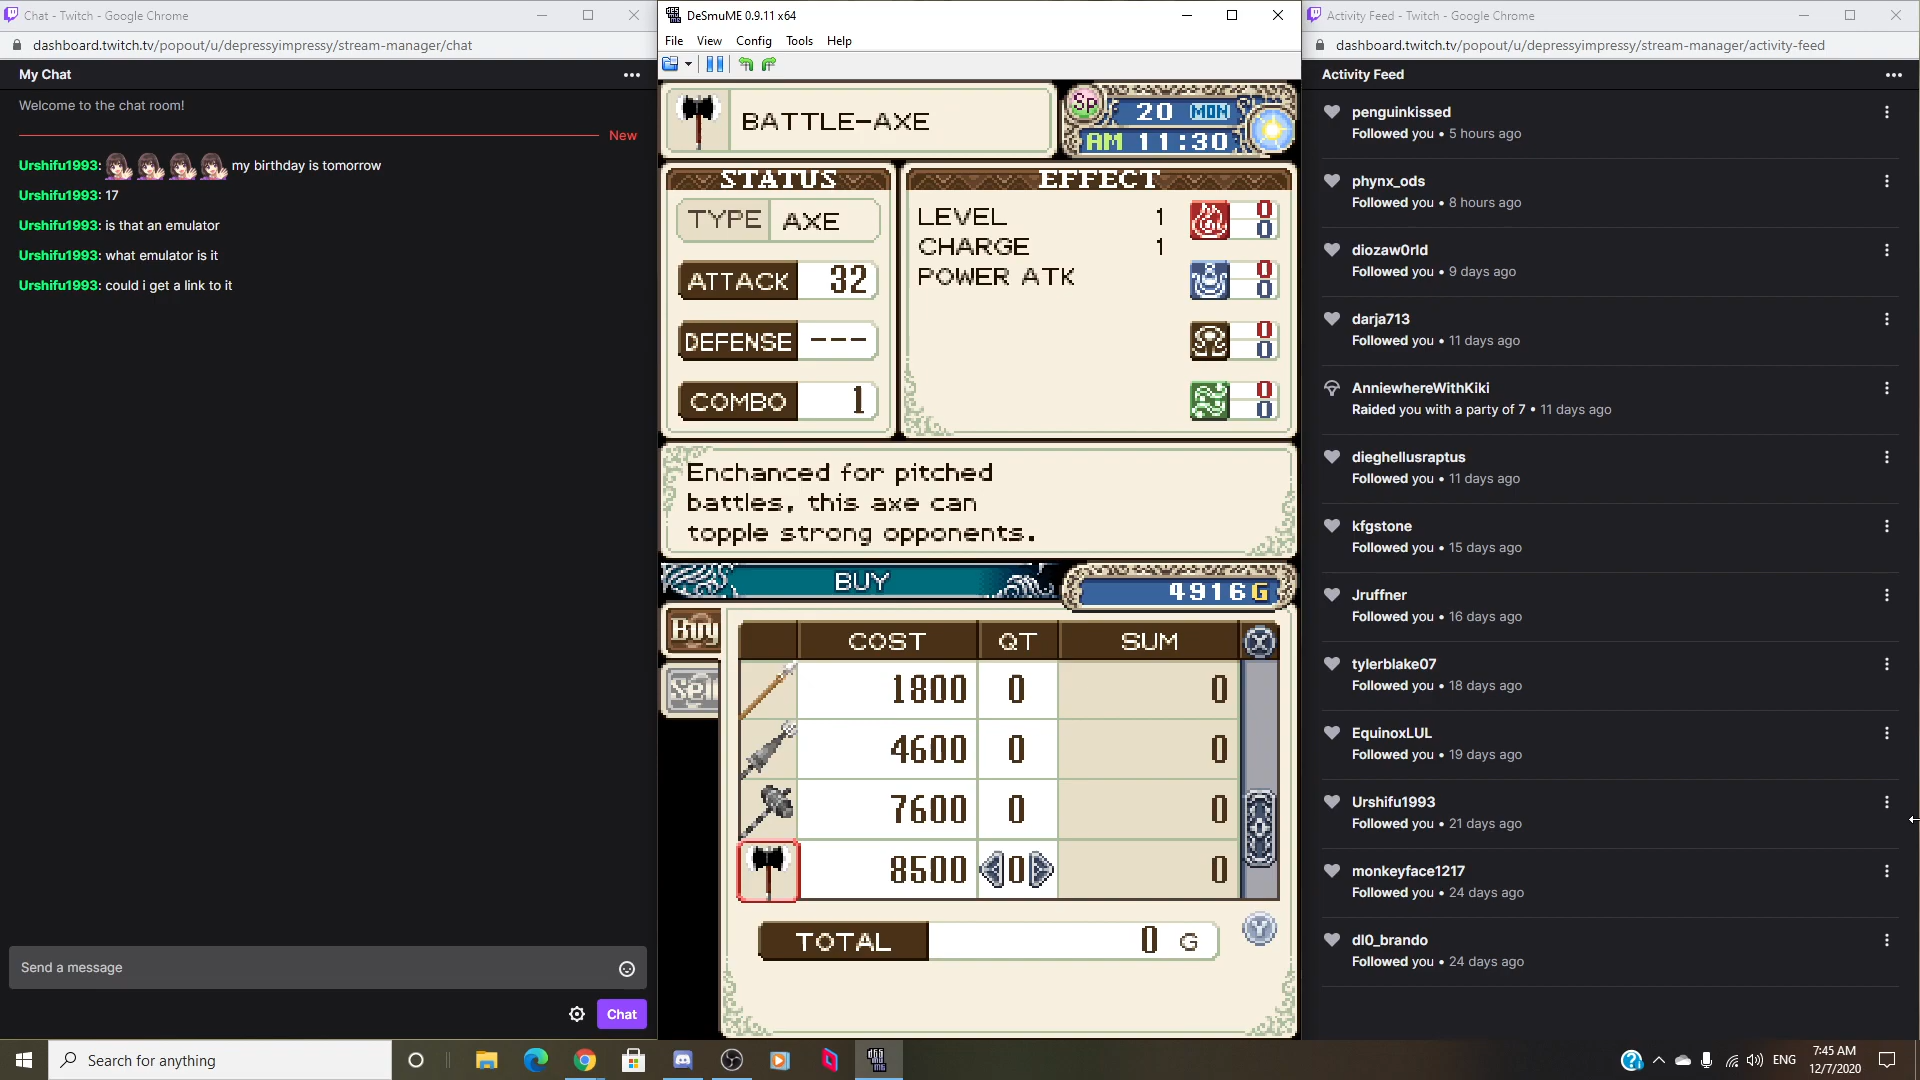 Chat - Twitch - Google Chrome
dashboard.twitch.tv/popout/u/depressyimpressy/stream-manager/chat
My Chat
Welcome to the chat room!
New
Urshifu1993: my birthday is tomorrow
Urshifu1993: 17
Urshifu1993: is that an emulator
Urshifu1993: what emulator is it
Urshifu1993: could i get a link to it
Send a message
Chat
DeSmuME 0.9.11 x64
File View Config Tools Help
BATTLE-AXE
Sp 20 MON
AM 11:30
STATUS
TYPE AXE
ATTACK 32
DEFENSE ---
COMBO 1
EFFECT
LEVEL 1
CHARGE 1
POWER ATK
0
0
0
0
0
0
0
0
Enchanced for pitched
battles, this axe can
topple strong opponents.
BUY 4916G
Buy
Sell
COST QT SUM X
1800 0 0
4600 0 0
7600 0 0
8500 0 0
TOTAL 0 G Y
Activity Feed - Twitch - Google Chrome
dashboard.twitch.tv/popout/u/depressyimpressy/stream-manager/activity-feed
Activity Feed
penguinkissed
Followed you • 5 hours ago
phynx_ods
Followed you • 8 hours ago
diozaw0rld
Followed you • 9 days ago
darja713
Followed you • 11 days ago
AnniewhereWithKiki
Raided you with a party of 7 • 11 days ago
dieghellusraptus
Followed you • 11 days ago
kfgstone
Followed you • 15 days ago
Jruffner
Followed you • 16 days ago
tylerblake07
Followed you • 18 days ago
EquinoxLUL
Followed you • 19 days ago
Urshifu1993
Followed you • 21 days ago
monkeyface1217
Followed you • 24 days ago
dl0_brando
Followed you • 24 days ago
Search for anything
ENG
7:45 AM
12/7/2020